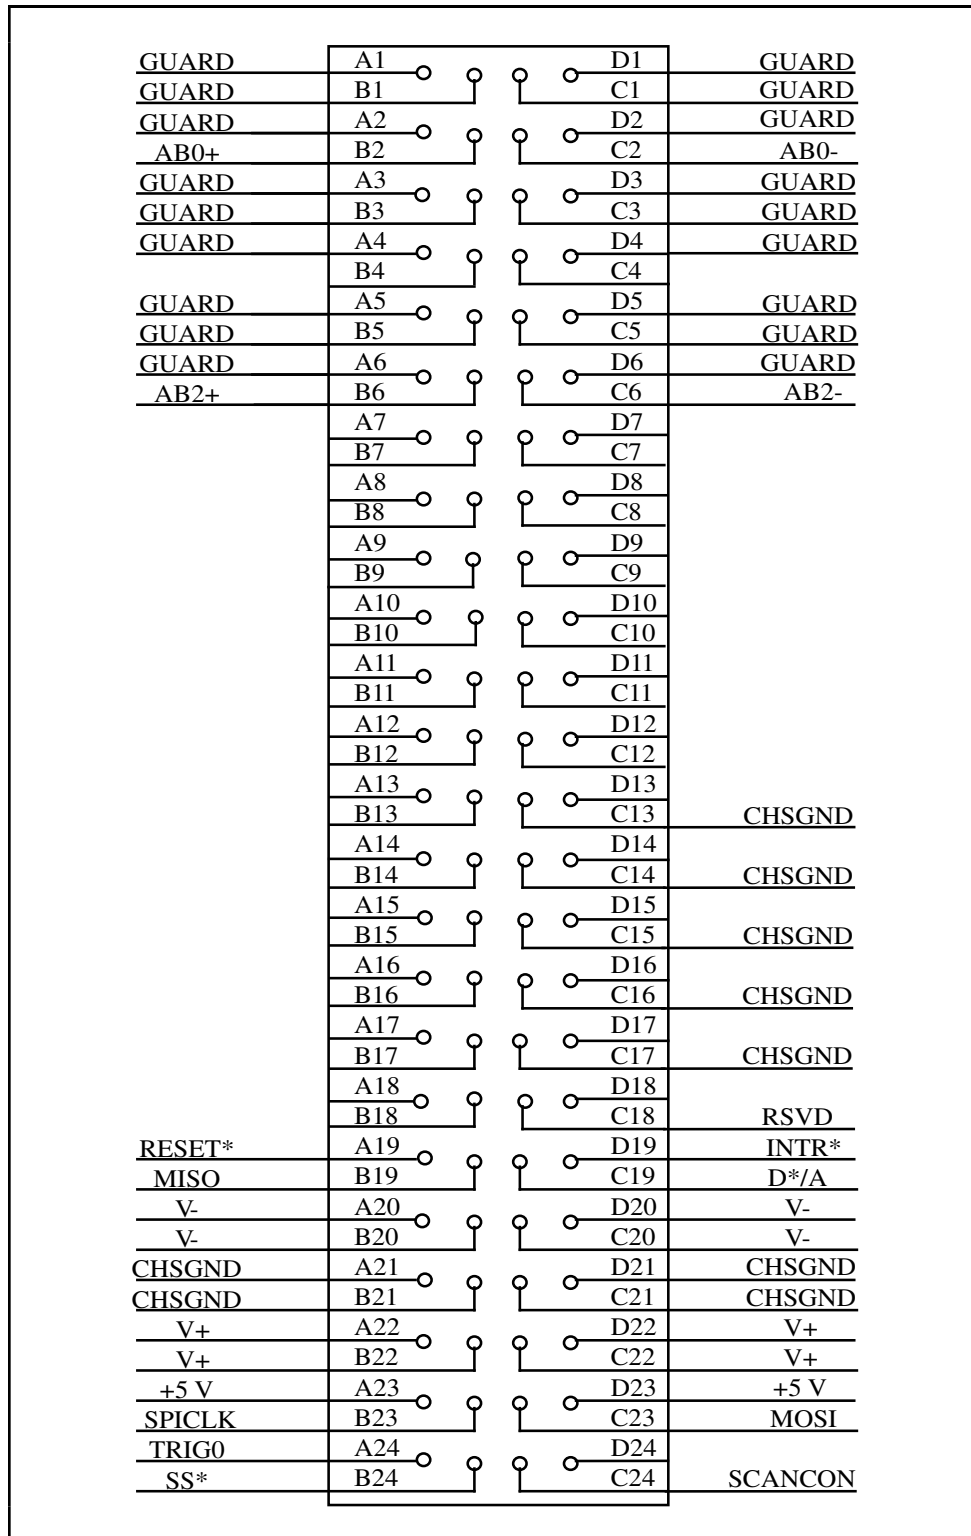 GUARD A1 D1 GUARD
GUARD B1 C1 GUARD
GUARD A2 D2 GUARD
AB0+ B2 C2 AB0-
GUARD A3 D3 GUARD
GUARD B3 C3 GUARD
GUARD A4 D4 GUARD
B4 C4
GUARD A5 D5 GUARD
GUARD B5 C5 GUARD
GUARD A6 D6 GUARD
AB2+ B6 C6 AB2-
A7 D7
B7 C7
A8 D8
B8 C8
A9 D9
B9 C9
A10 D10
B10 C10
A11 D11
B11 C11
A12 D12
B12 C12
A13 D13
B13 C13 CHSGND
A14 D14
B14 C14 CHSGND
A15 D15
B15 C15 CHSGND
A16 D16
B16 C16 CHSGND
A17 D17
B17 C17 CHSGND
A18 D18
B18 C18 RSVD
RESET* A19 D19 INTR*
MISO B19 C19 D*/A
V- A20 D20 V-
V- B20 C20 V-
CHSGND A21 D21 CHSGND
CHSGND B21 C21 CHSGND
V+ A22 D22 V+
V+ B22 C22 V+
+5 V A23 D23 +5 V
SPICLK B23 C23 MOSI
TRIG0 A24 D24
SS* B24 C24 SCANCON